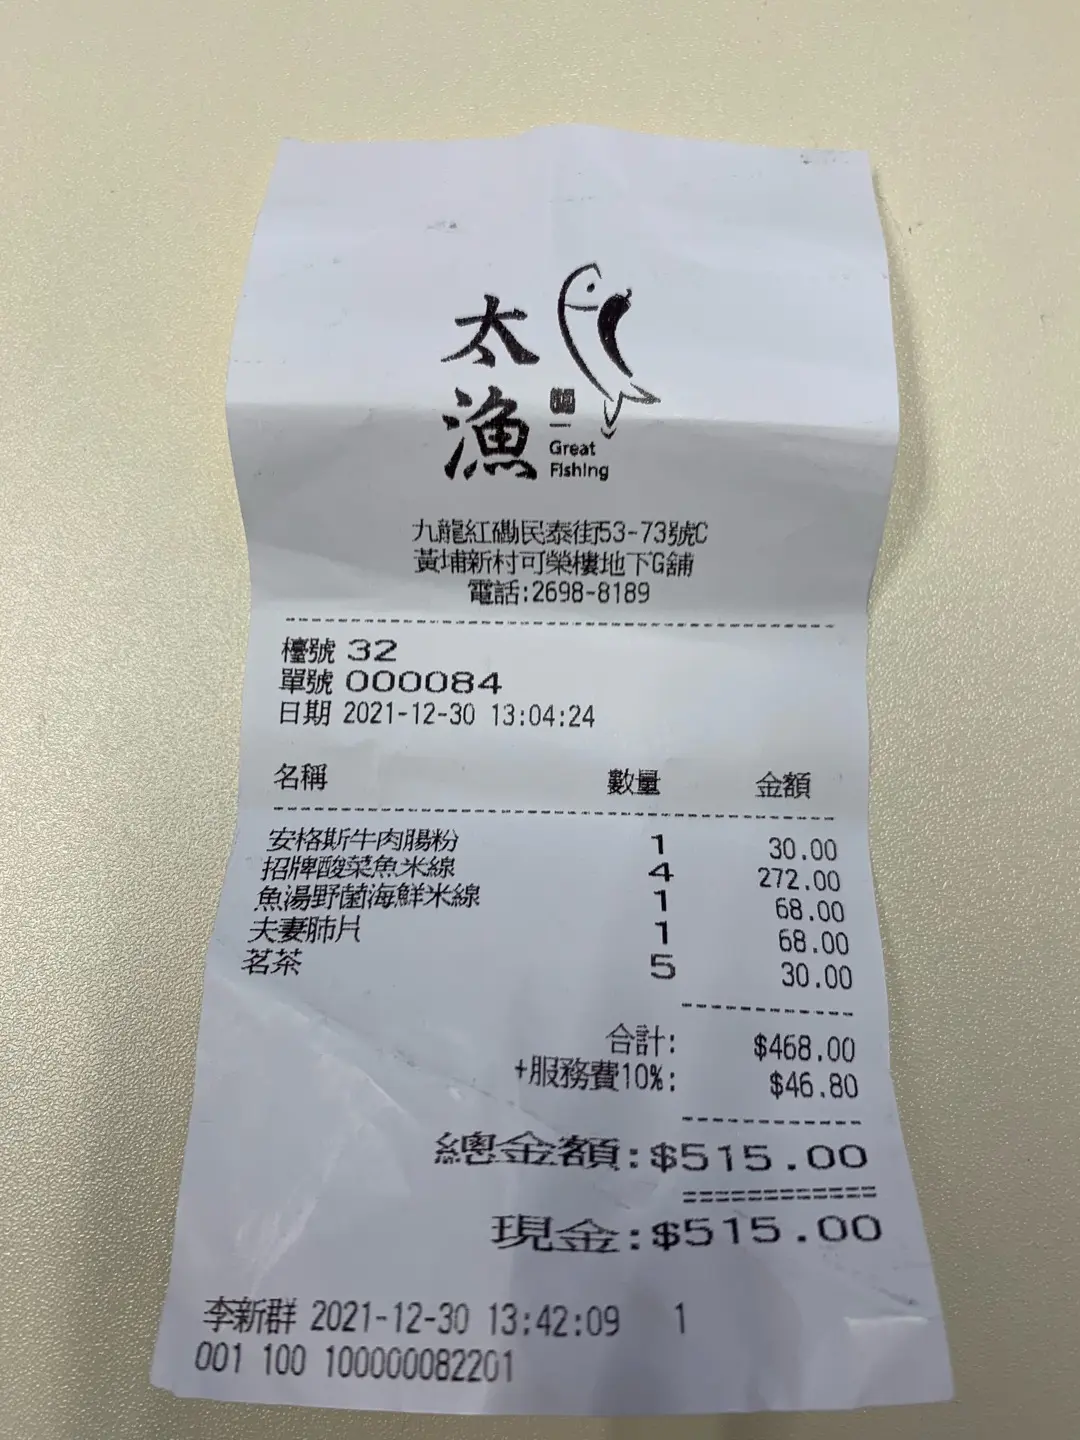 太漁
Great
Fishing
九龍紅磡民泰街53-73號C
黃埔新村可榮樓地下G舖
電話:2698-8189
檯號 32
單號 000084
日期 2021-12-30 13:04:24
名稱 數量 金額
安格斯牛肉腸粉 1 30.00
招牌酸菜魚米線 4 272.00
魚湯野菌海鮮米線 1 68.00
夫妻肺片 1 68.00
茗茶 5 30.00
合計: $468.00
+服務費10%: $46.80
總金額:$515.00
現金:$515.00
李新群 2021-12-30 13:42:09 1
001 100 100000082201